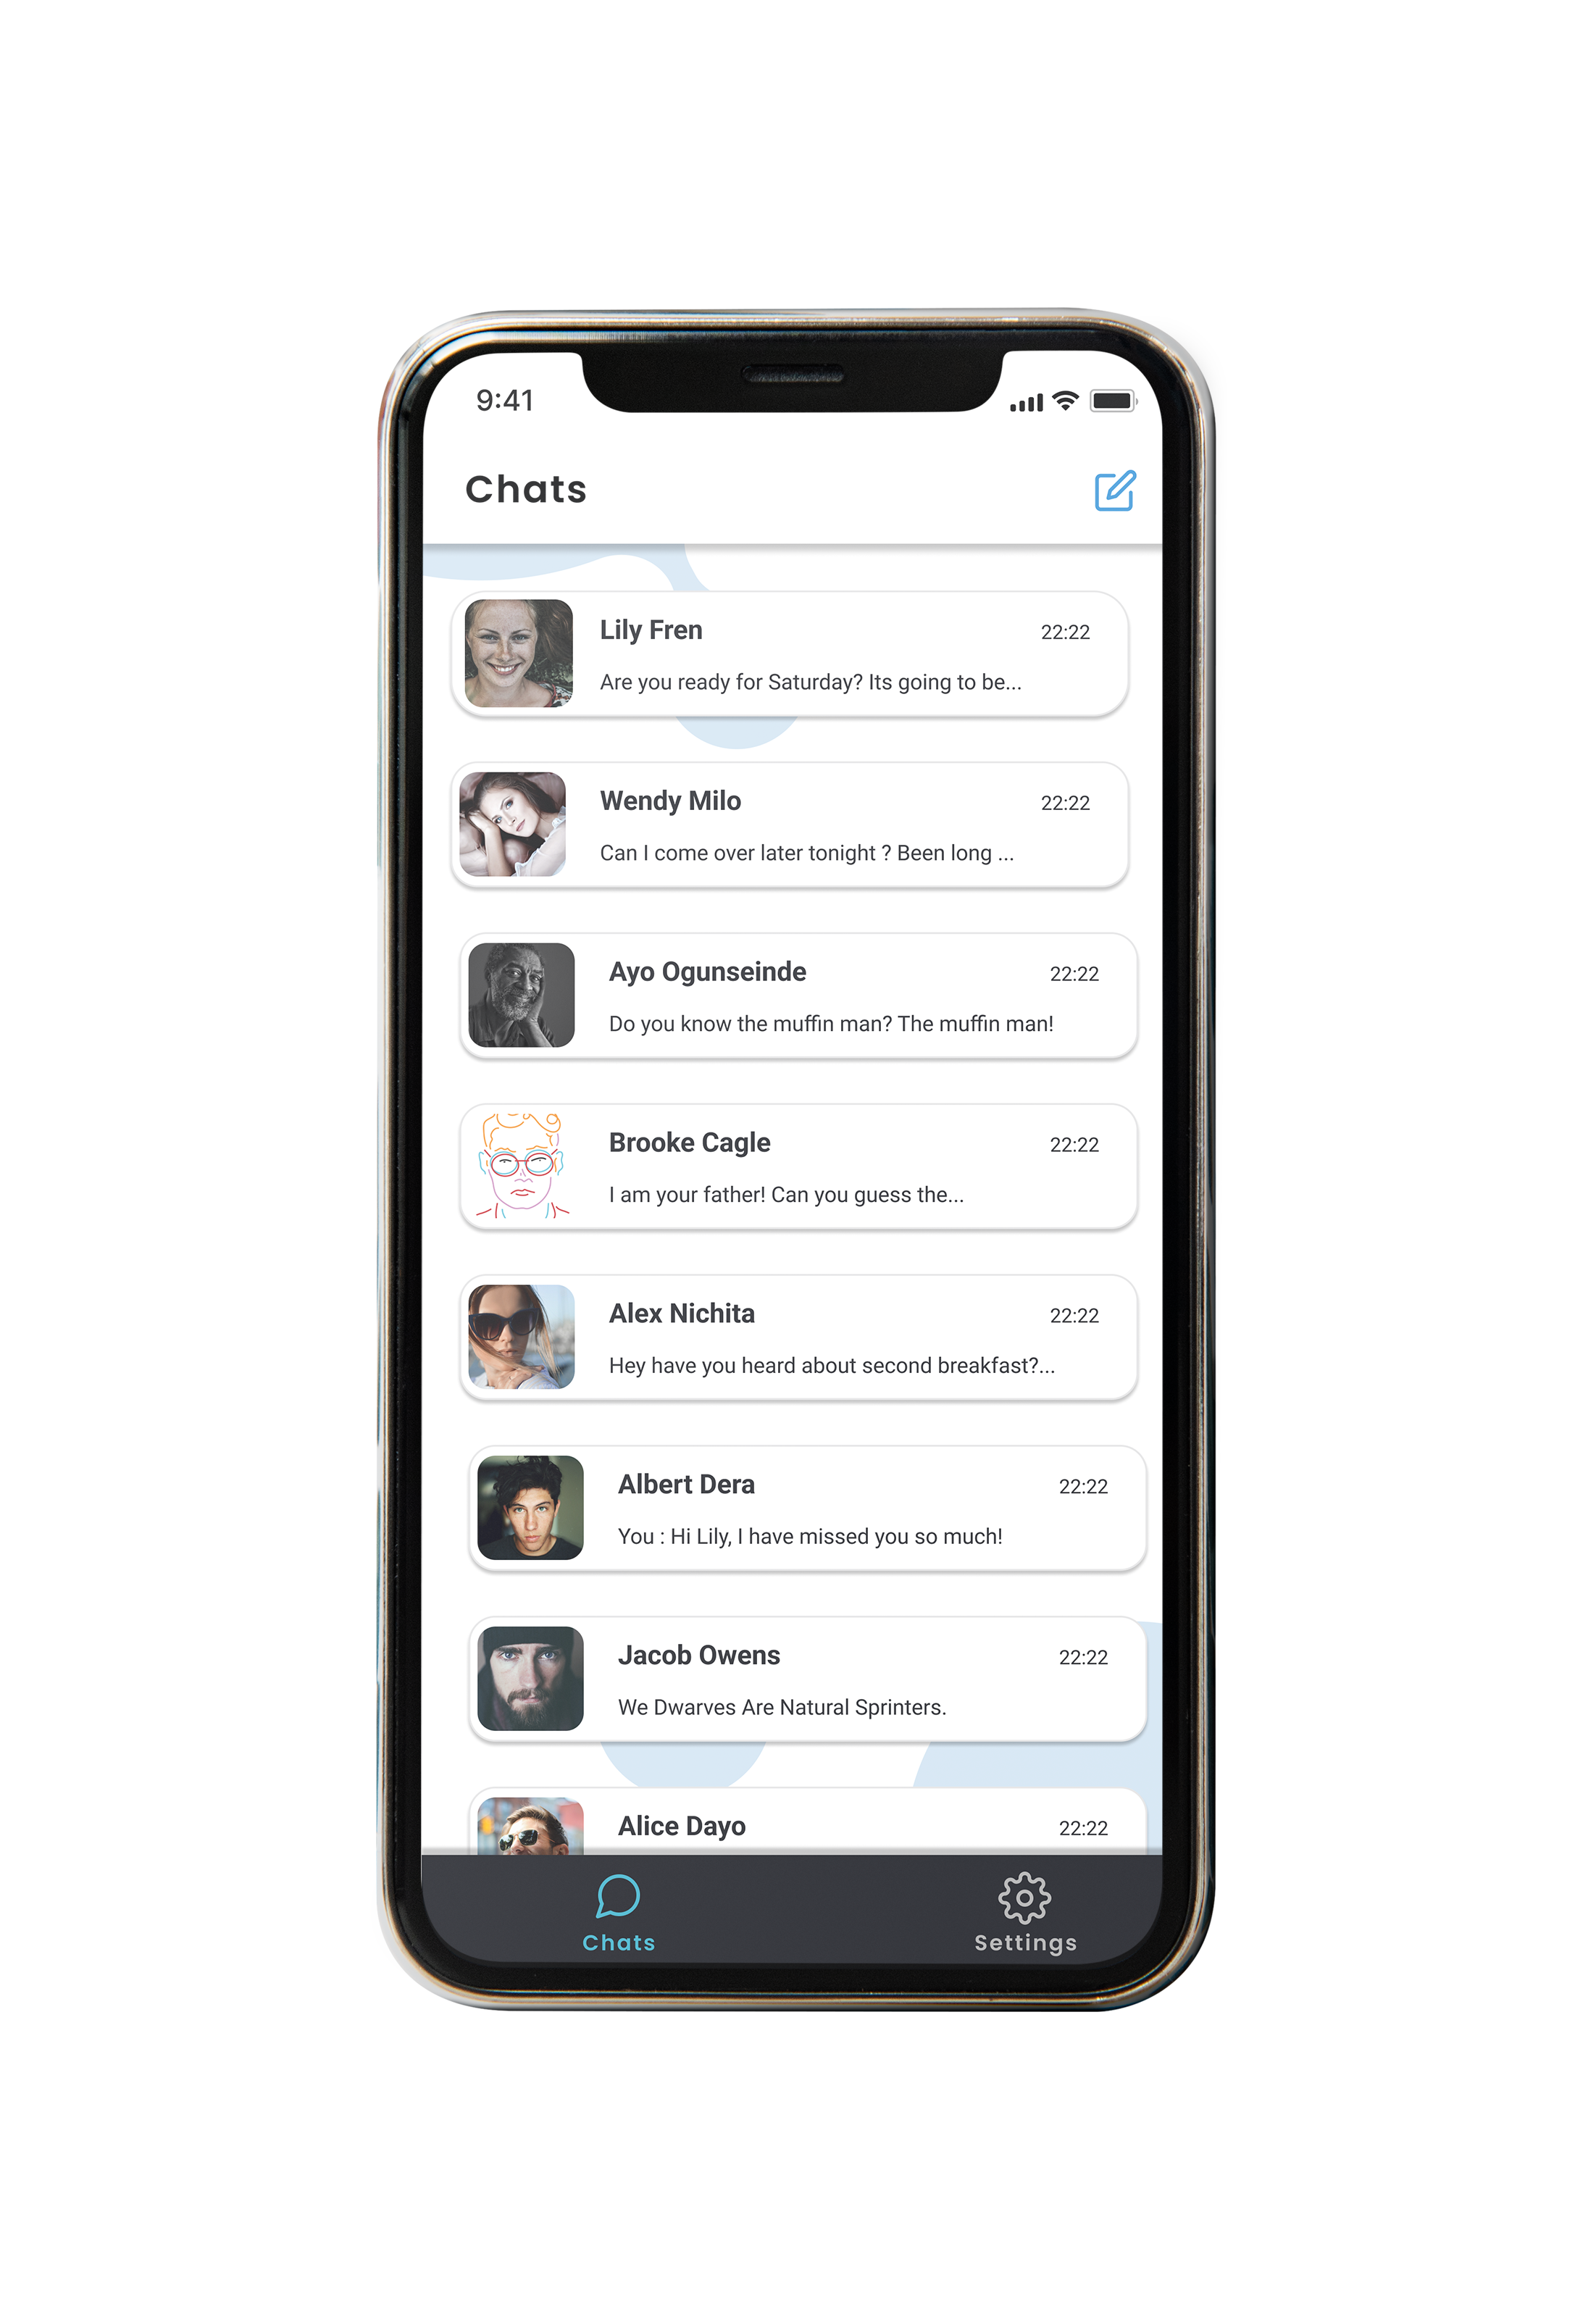 9:41
Chats
Lily Fren 22:22
Are you ready for Saturday? Its going to be...
Wendy Milo 22:22
Can I come over later tonight ? Been long ...
Ayo Ogunseinde 22:22
Do you know the muffin man? The muffin man!
Brooke Cagle 22:22
I am your father! Can you guess the...
Alex Nichita 22:22
Hey have you heard about second breakfast?...
Albert Dera 22:22
You : Hi Lily, I have missed you so much!
Jacob Owens 22:22
We Dwarves Are Natural Sprinters.
Alice Dayo 22:22
Chats Settings